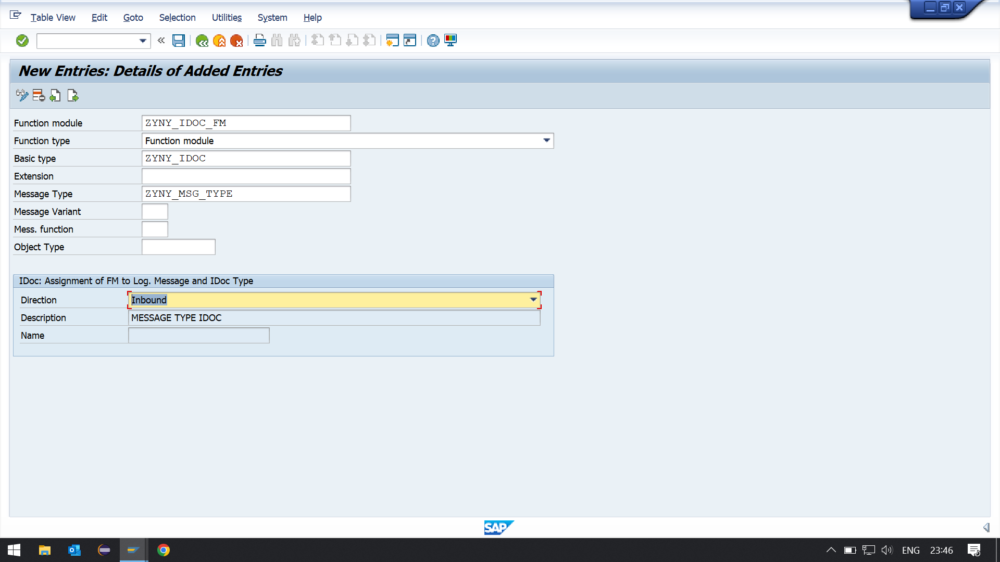 Table View Edit Goto Selection Utilities System Help
New Entries: Details of Added Entries
Function module ZYNY_IDOC_FM
Function type Function module
Basic type ZYNY_IDOC
Extension
Message Type ZYNY_MSG_TYPE
Message Variant
Mess. function
Object Type
IDoc: Assignment of FM to Log. Message and IDoc Type
Direction Inbound
Description MESSAGE TYPE IDOC
Name
SAP
ENG 23:46